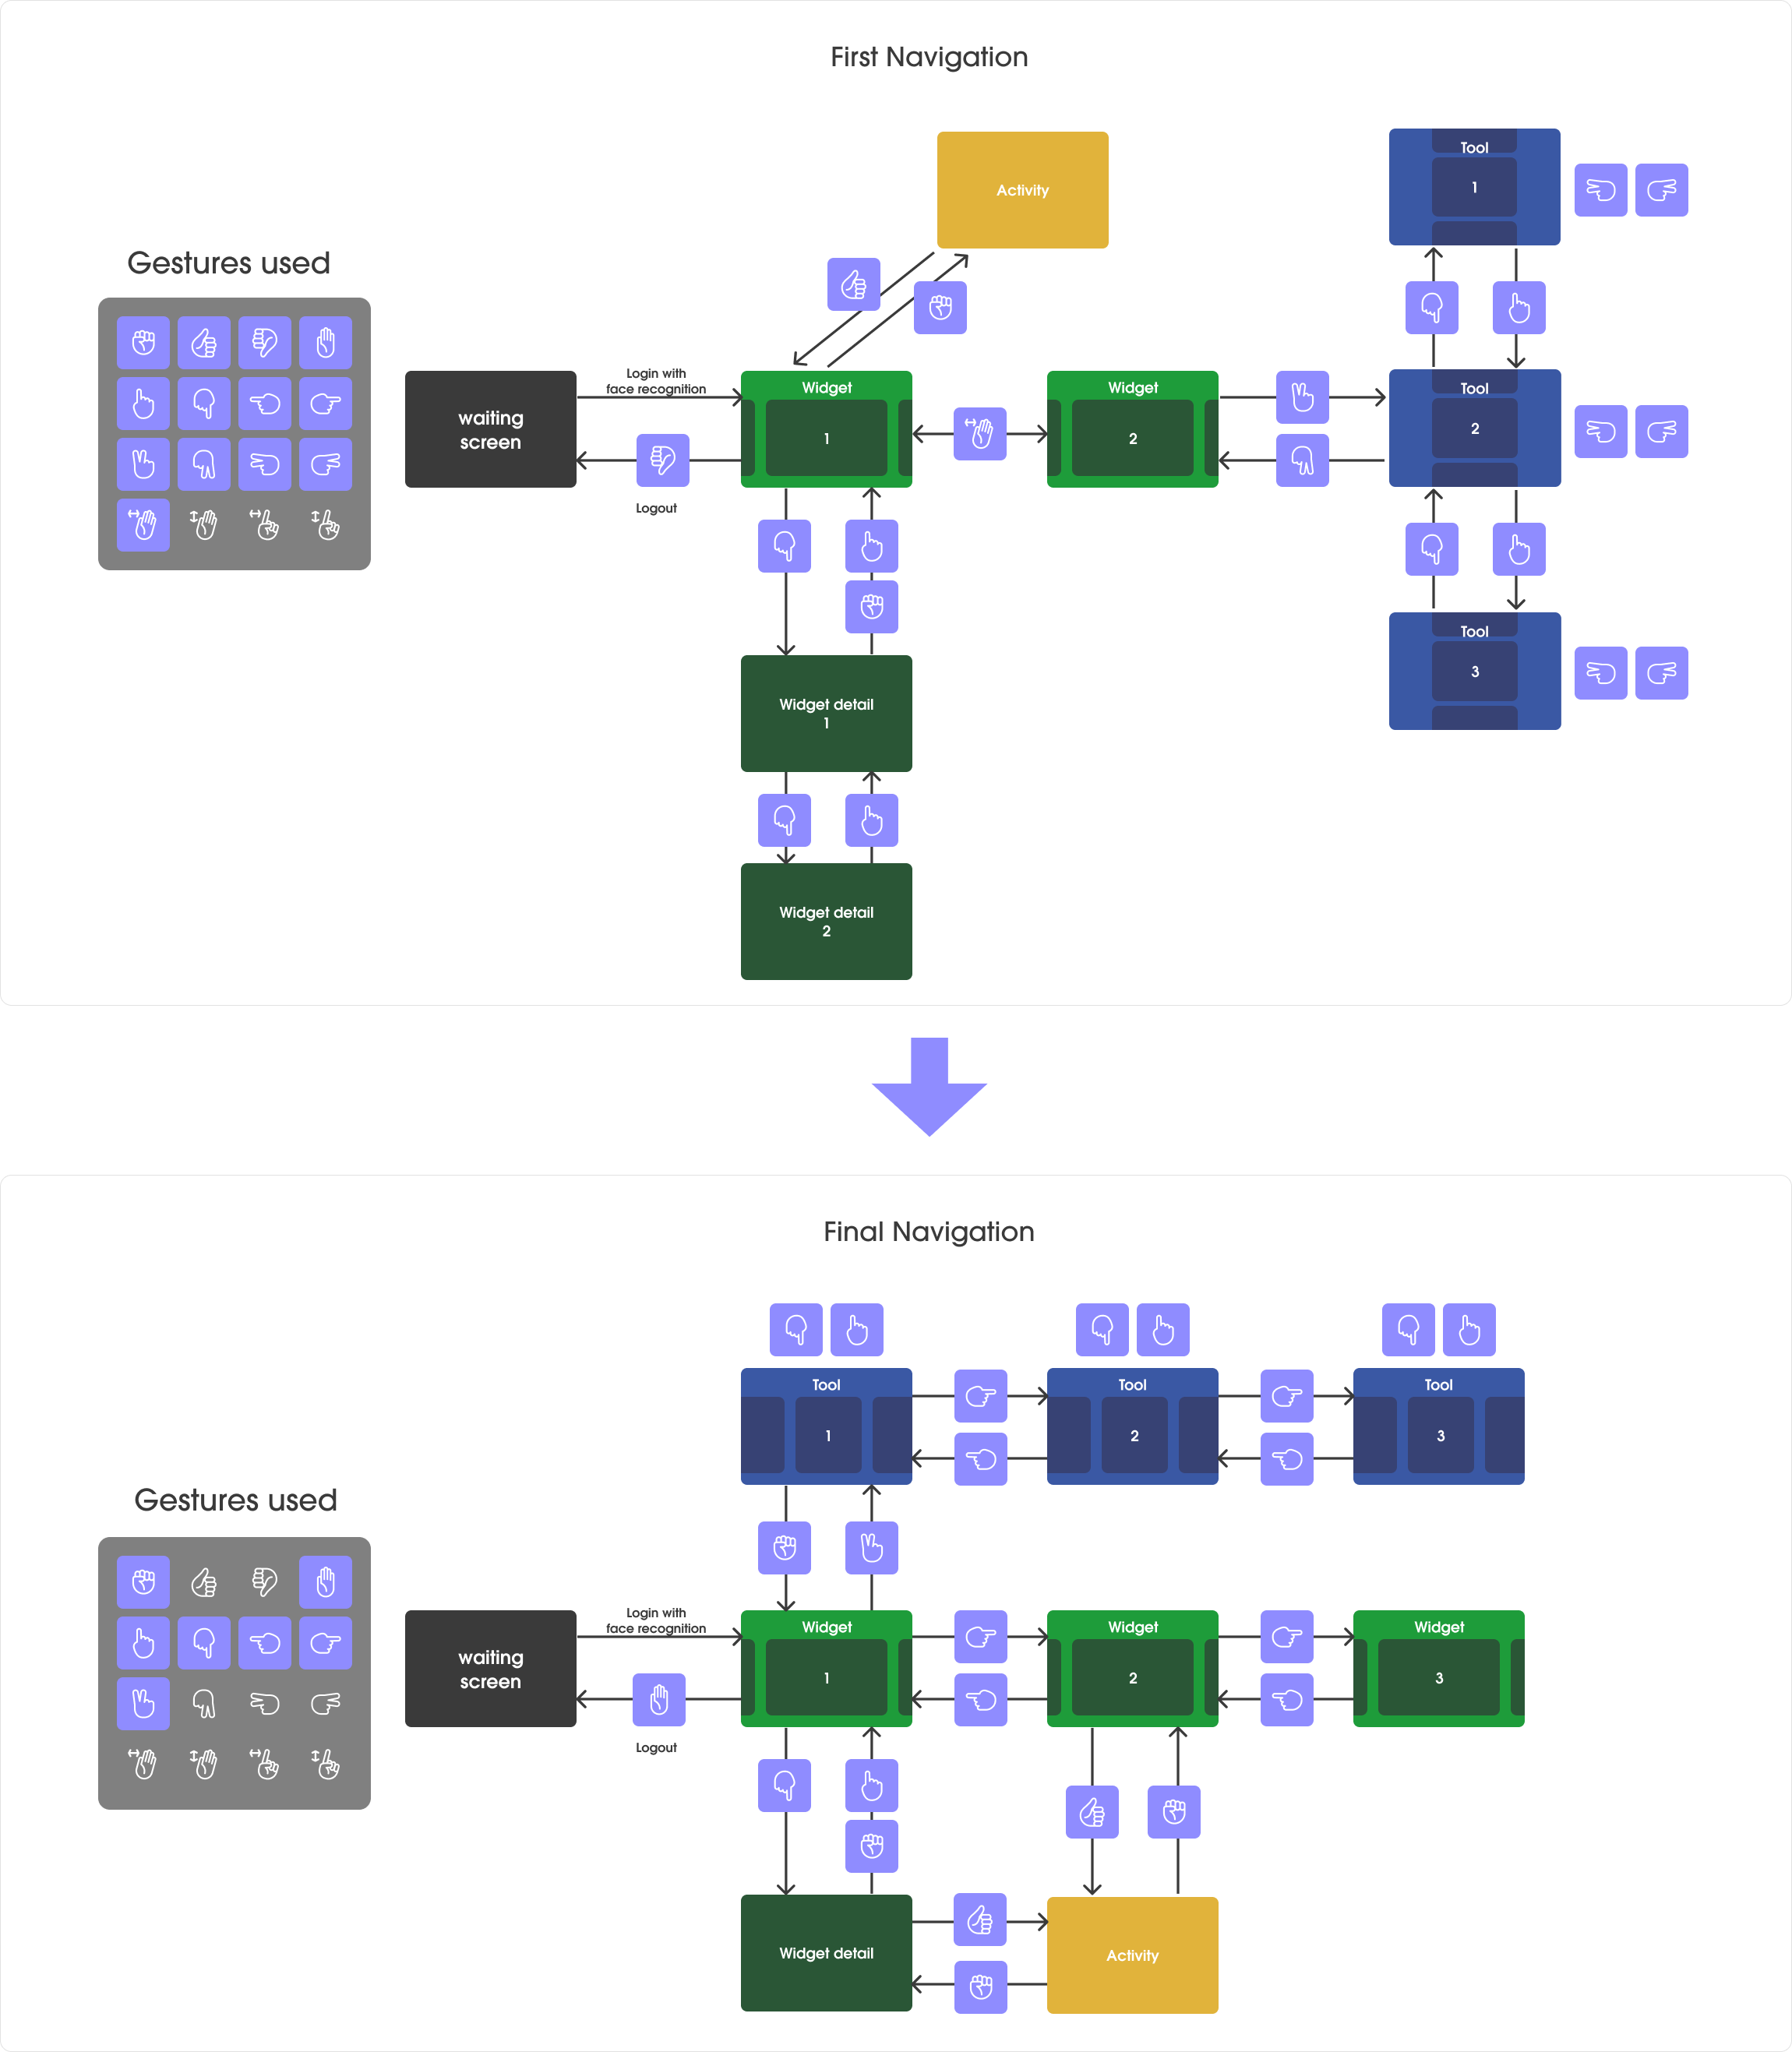 First Navigation
Activity
Tool
1
Gestures used
Login with
face recognition
waiting
screen
Widget
1
Widget
2
Tool
2
Logout
Tool
3
Widget detail
1
Widget detail
2
Final Navigation
Tool
1
Tool
2
Tool
3
Gestures used
Login with
face recognition
waiting
screen
Widget
1
Widget
2
Widget
3
Logout
Widget detail
Activity